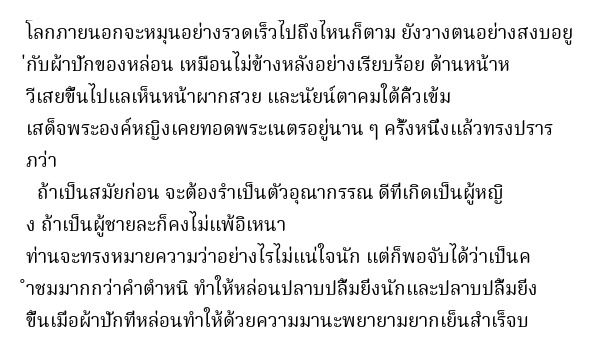 โลกภายนอกจะหมุนอย่างรวดเร็วไปถึงไหนก็ตาม ยังวางตนอย่างสงบอยู
่กับผ้าปักของหล่อน เหมือนไม่ข้างหลังอย่างเรียบร้อย ด้านหน้าห
วีเสยขึ้นไปแลเห็นหน้าผากสวย และนัยน์ตาคมใต้คิ้วเข้ม
เสด็จพระองค์หญิงเคยทอดพระเนตรอยู่นาน ๆ ครั้งหนึ่งแล้วทรงปราร
ภว่า
ถ้าเป็นสมัยก่อน จะต้องรำเป็นตัวอุณากรรณ ดีที่เกิดเป็นผู้หญิ
ง ถ้าเป็นผู้ชายละก็คงไม่แพ้อิเหนา
ท่านจะทรงหมายความว่าอย่างไรไม่แน่ใจนัก แต่ก็พอจับได้ว่าเป็นค
ำชมมากกว่าคำตำหนิ ทำให้หล่อนปลาบปลื้มยิ่งนักและปลาบปลื้มยิ่ง
ขึ้นเมื่อผ้าปักที่หล่อนทำให้ด้วยความมานะพยายามยากเย็นสำเร็จบ